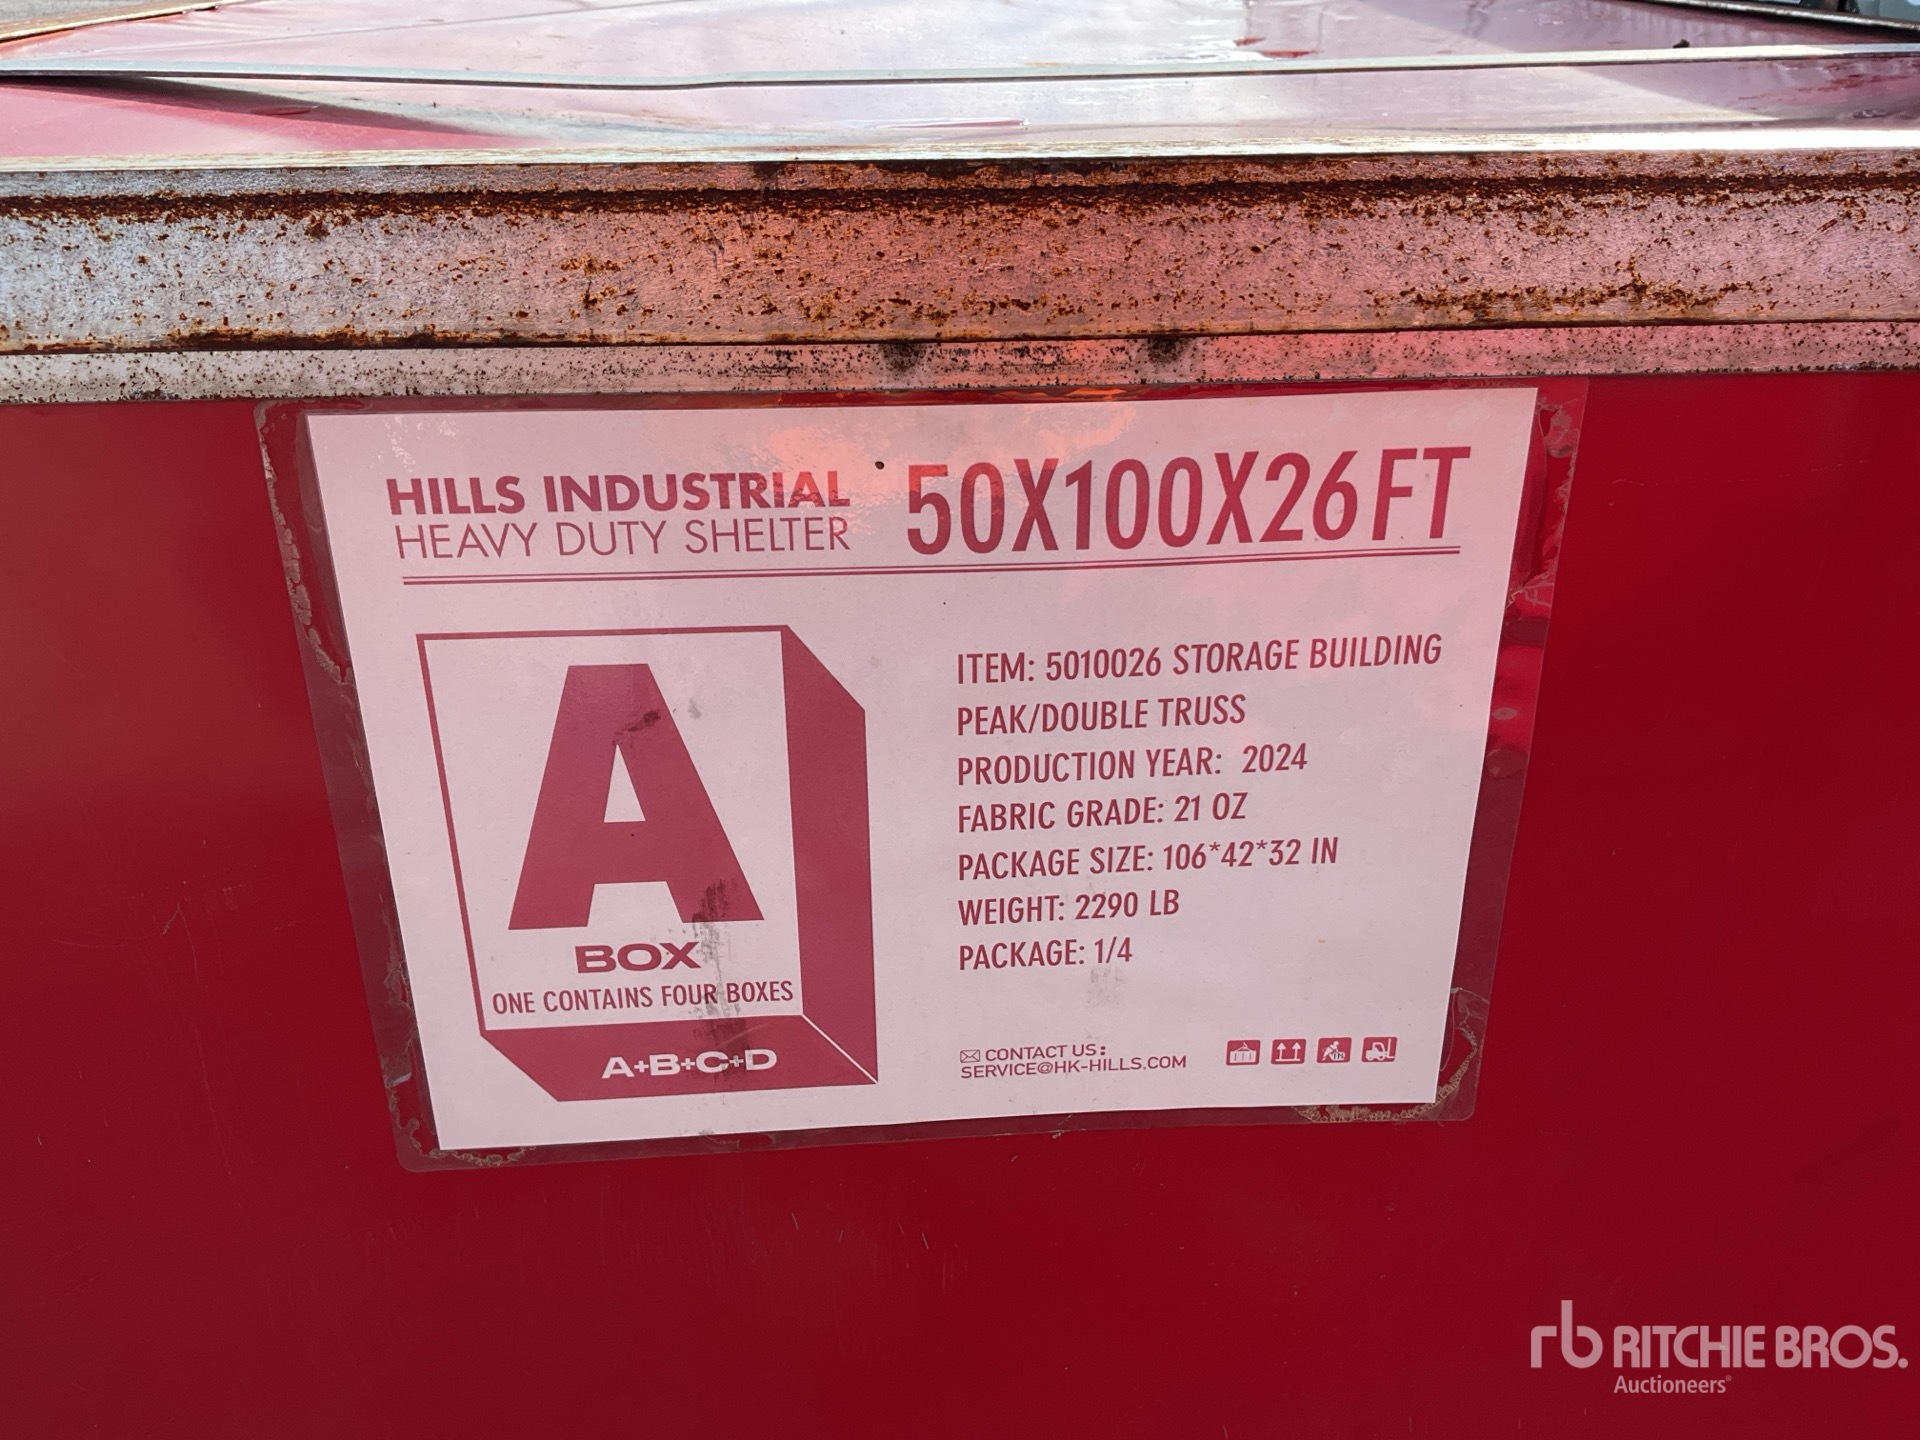 HILLS INDUSTRIAL
HEAVY DUTY SHELTER
50X100X26FT
A
BOX
ONE CONTAINS FOUR BOXES
A+B+C+D
ITEM: 5010026 STORAGE BUILDING
PEAK/DOUBLE TRUSS
PRODUCTION YEAR: 2024
FABRIC GRADE: 21 OZ
PACKAGE SIZE: 106*42*32 IN
WEIGHT: 2290 LB
PACKAGE: 1/4
CONTACT US:
SERVICE@HK-HILLS.COM
rb RITCHIE BROS.
Auctioneers®